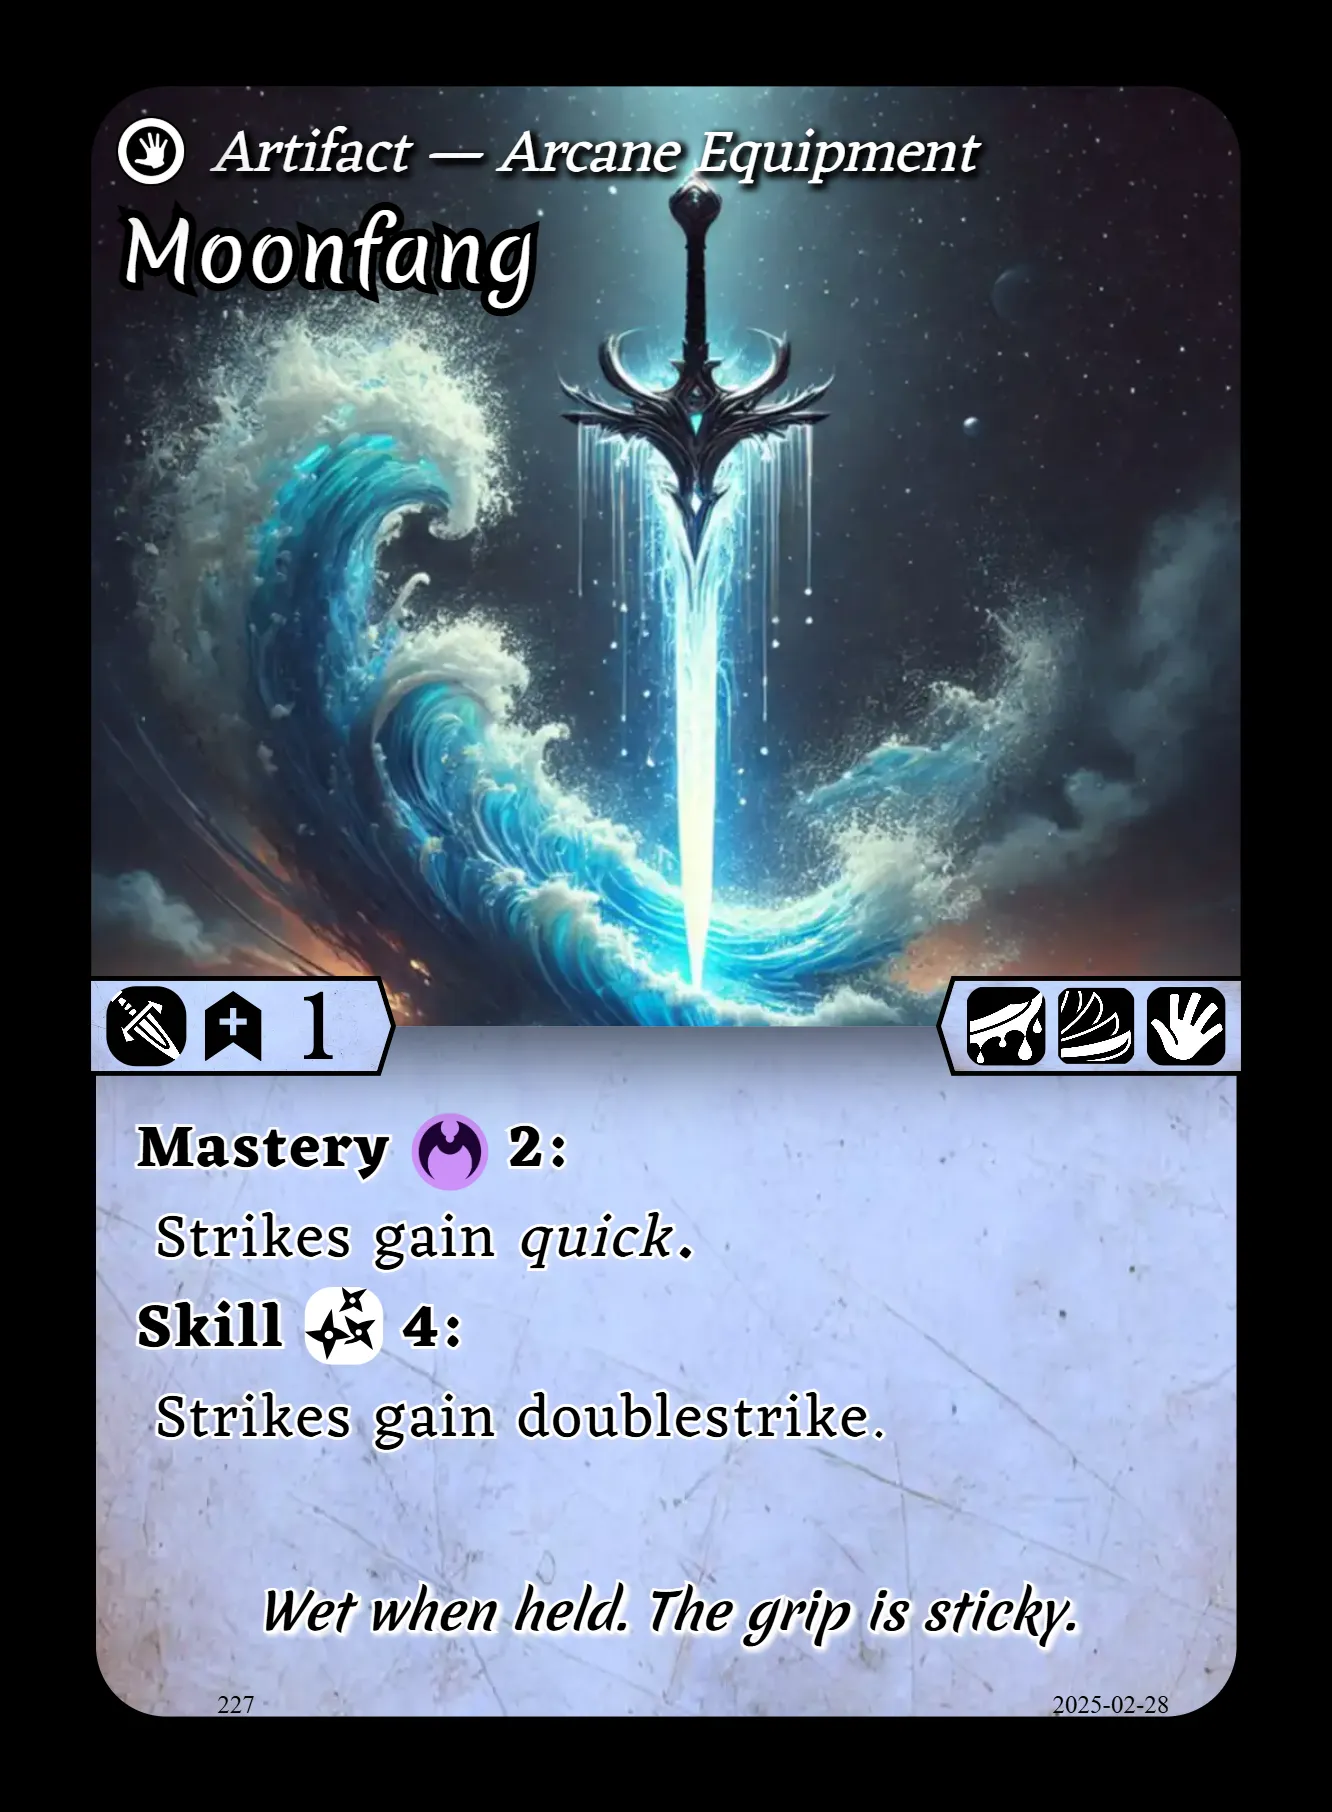 Artifact — Arcane Equipment
Moonfang
1
Mastery 2:
Strikes gain quick.
Skill 4:
Strikes gain doublestrike.
Wet when held. The grip is sticky.
227
2025-02-28